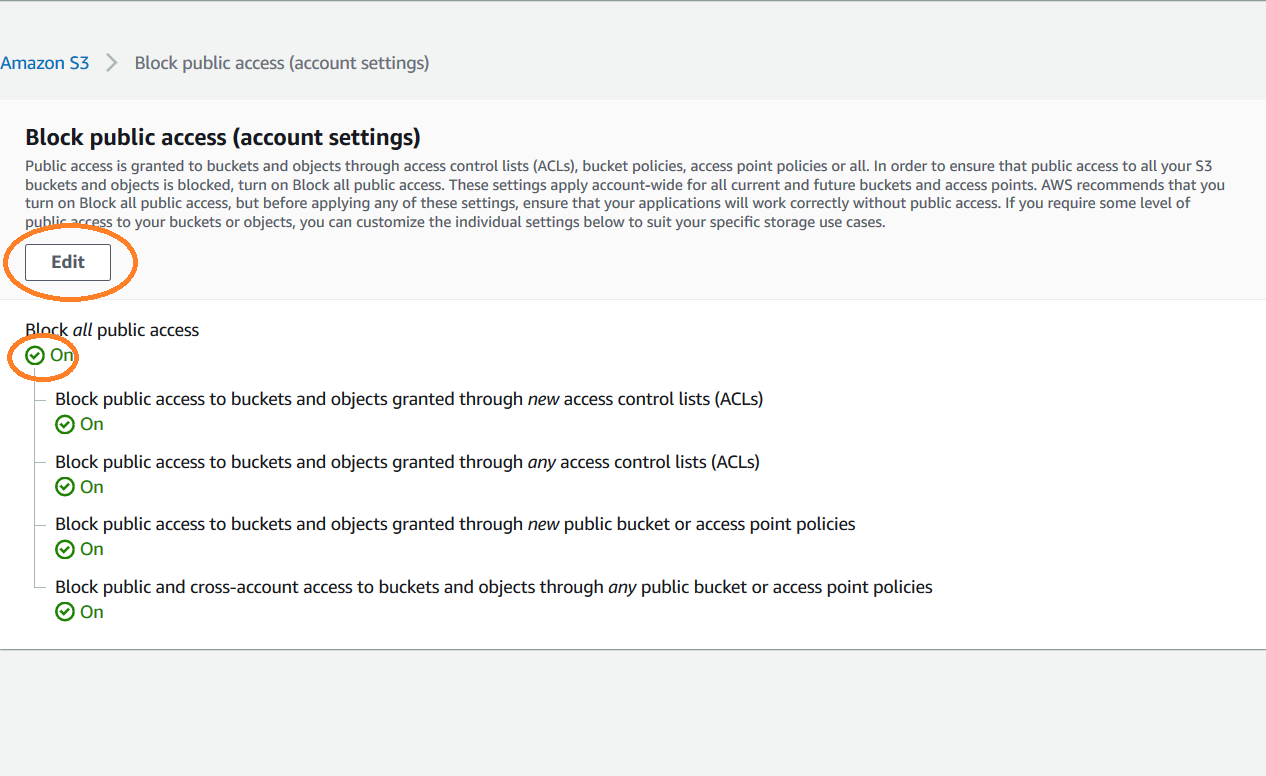 Amazon S3 > Block public access (account settings)
Block public access (account settings)
Public access is granted to buckets and objects through access control lists (ACLs), bucket policies, access point policies or all. In order to ensure that public access to all your S3
buckets and objects is blocked, turn on Block all public access. These settings apply account-wide for all current and future buckets and access points. AWS recommends that you
turn on Block all public access, but before applying any of these settings, ensure that your applications will work correctly without public access. If you require some level of
public access to your buckets or objects, you can customize the individual settings below to suit your specific storage use cases.
Edit
Block all public access
On
Block public access to buckets and objects granted through new access control lists (ACLs)
On
Block public access to buckets and objects granted through any access control lists (ACLs)
On
Block public access to buckets and objects granted through new public bucket or access point policies
On
Block public and cross-account access to buckets and objects through any public bucket or access point policies
On